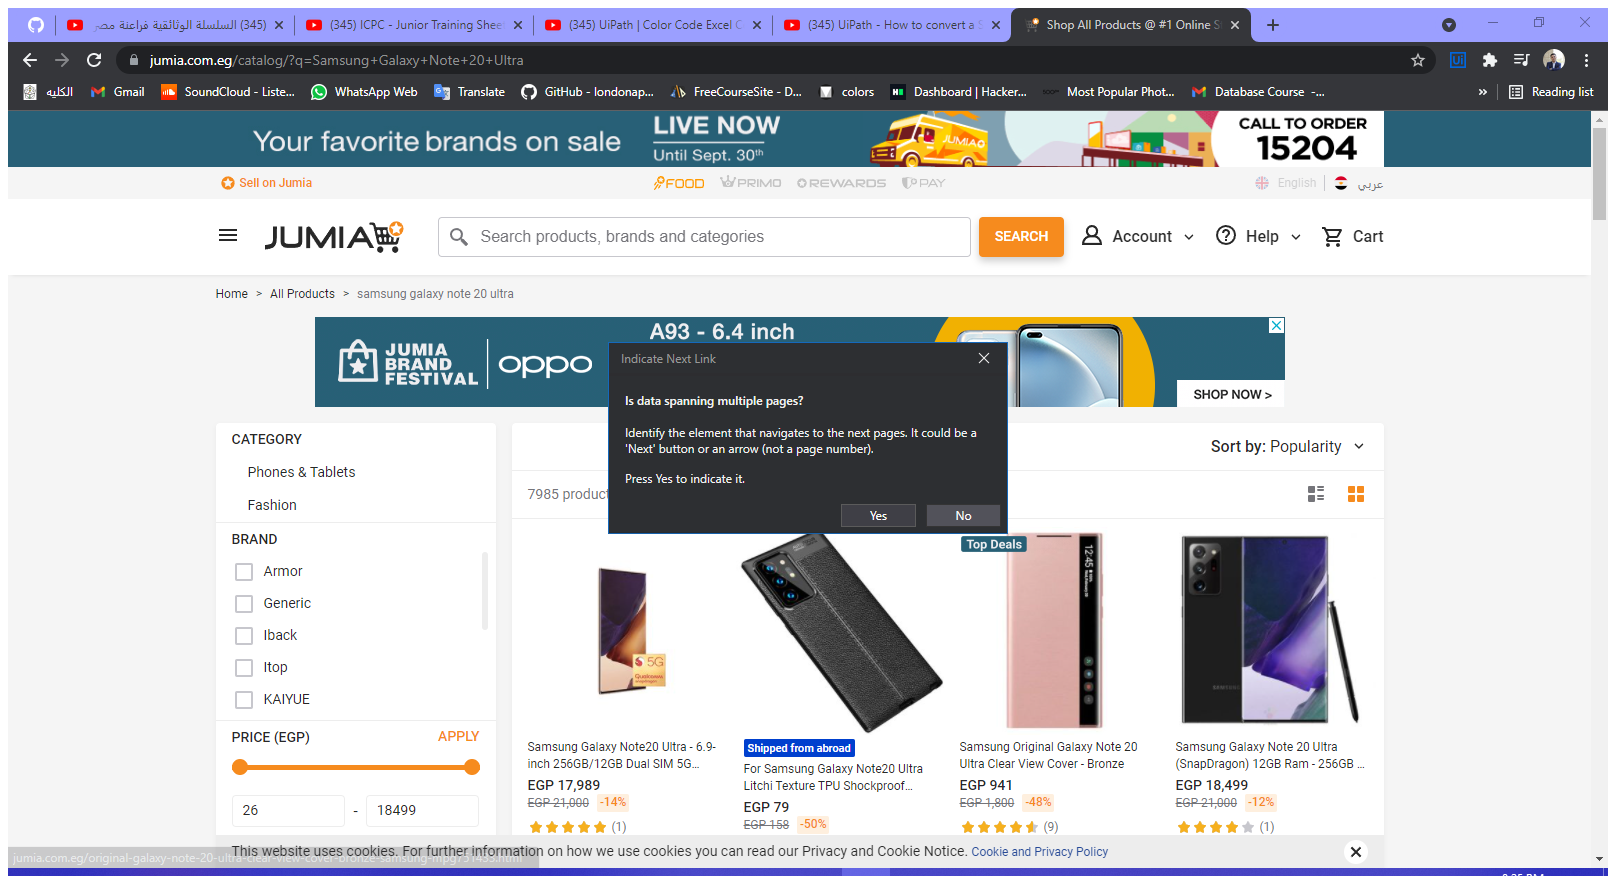 (345) السلسلة الوثائقية فراعنة مصر
(345) ICPC - Junior Training Shee
(345) UiPath | Color Code Excel C
(345) UiPath - How to convert a S
Shop All Products @ #1 Online S
jumia.com.eg/catalog/?q=Samsung+Galaxy+Note+20+Ultra
الكليه
Gmail
SoundCloud - Liste...
WhatsApp Web
Translate
GitHub - londonap...
FreeCourseSite - D...
colors
Dashboard | Hacker...
Most Popular Phot...
Database Course -...
»
Reading list
Your favorite brands on sale
LIVE NOW
Until Sept. 30th
JUMIA
CALL TO ORDER
15204
Sell on Jumia
FOOD
PRIMO
REWARDS
PAY
English
عربي
JUMIA
Search products, brands and categories
SEARCH
Account
Help
Cart
Home > All Products > samsung galaxy note 20 ultra
JUMIA
BRAND
FESTIVAL
oppo
A93 - 6.4 inch
SHOP NOW >
Indicate Next Link
Is data spanning multiple pages?
Identify the element that navigates to the next pages. It could be a
'Next' button or an arrow (not a page number).
Press Yes to indicate it.
Yes
No
CATEGORY
Phones & Tablets
Fashion
BRAND
Armor
Generic
Iback
Itop
KAIYUE
PRICE (EGP)
APPLY
26 - 18499
Sort by: Popularity
7985 product
5G
Qualcomm
snapdragon
Samsung Galaxy Note20 Ultra - 6.9-
inch 256GB/12GB Dual SIM 5G...
EGP 17,989
EGP 21,000 -14%
(1)
Shipped from abroad
For Samsung Galaxy Note20 Ultra
Litchi Texture TPU Shockproof...
EGP 79
EGP 158 -50%
Top Deals
12:45
Samsung Original Galaxy Note 20
Ultra Clear View Cover - Bronze
EGP 941
EGP 1,800 -48%
(9)
SAMSUNG
Samsung Galaxy Note 20 Ultra
(SnapDragon) 12GB Ram - 256GB ...
EGP 18,499
EGP 21,000 -12%
(1)
This website uses cookies. For further information on how we use cookies you can read our Privacy and Cookie Notice. Cookie and Privacy Policy
jumia.com.eg/original-galaxy-note-20-ultra-clear-view-cover-bronze-samsung-mpg751435.html